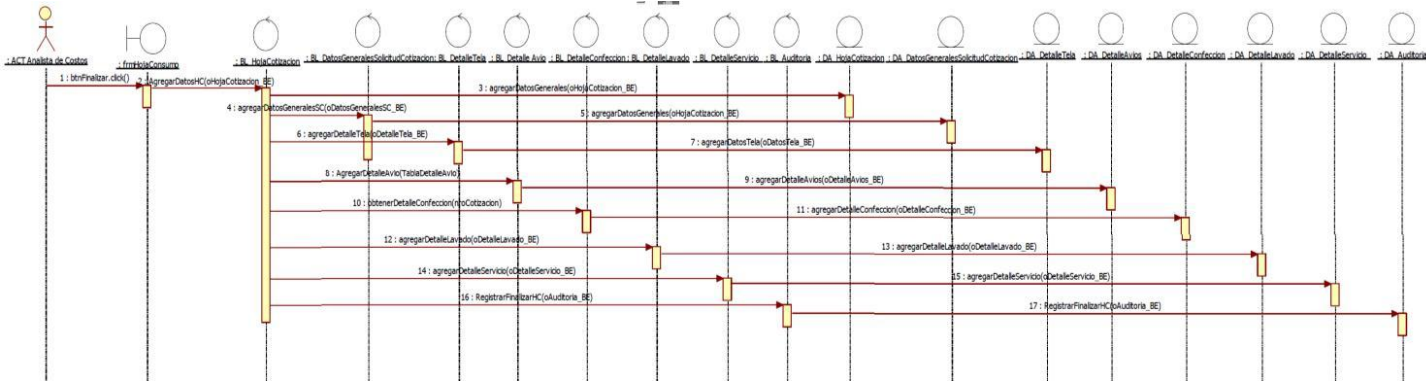 : ACT Analista de Costos
: frmHojaConsump
: BL_HojaCotizacion
: BL_DatosGeneralesSolicitudCotizacion
: BL_DetalleTela
: BL_Detalle Avio
: BL_DetalleConfeccion
: BL_DetalleLavado
: BL_DetalleServicio
: BL_Auditoria
: DA_HojaCotizacion
: DA_DatosGeneralesSolicitudCotizacion
: DA_DetalleTela
: DA_DetalleAvios
: DA_DetalleConfeccion
: DA_DetalleLavado
: DA_DetalleServicio
: DA_Auditoria
1 : btnFinalizar.click()
2 : AgregarDatosHC(oHojaCotizacion_BE)
3 : agregarDatosGenerales(oHojaCotizacion_BE)
4 : agregarDatosGeneralesSC(oDatosGeneralesSC_BE)
5 : agregarDatosGenerales(oHojaCotizacion_BE)
6 : agregarDetalleTela(oDetalleTela_BE)
7 : agregarDatosTela(oDatosTela_BE)
8 : AgregarDetalleAvio(TablaDetalleAvio)
9 : agregarDetalleAvios(oDetalleAvios_BE)
10 : obtenerDetalleConfeccion(nroCotizacion)
11 : agregarDetalleConfeccion(oDetalleConfeccion_BE)
12 : agregarDetalleLavado(oDetalleLavado_BE)
13 : agregarDetalleLavado(oDetalleLavado_BE)
14 : agregarDetalleServicio(oDetalleServicio_BE)
15 : agregarDetalleServicio(oDetalleServicio_BE)
16 : RegistrarFinalizarHC(oAuditoria_BE)
17 : RegistrarFinalizarHC(oAuditoria_BE)